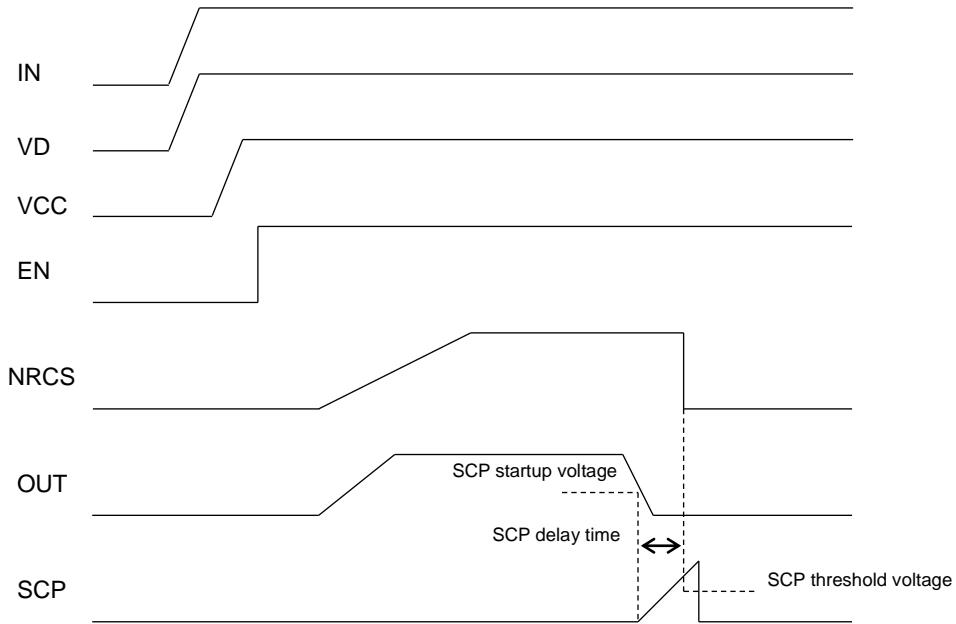 IN
VD
VCC
EN
NRCS
OUT
SCP startup voltage
SCP delay time
SCP
SCP threshold voltage